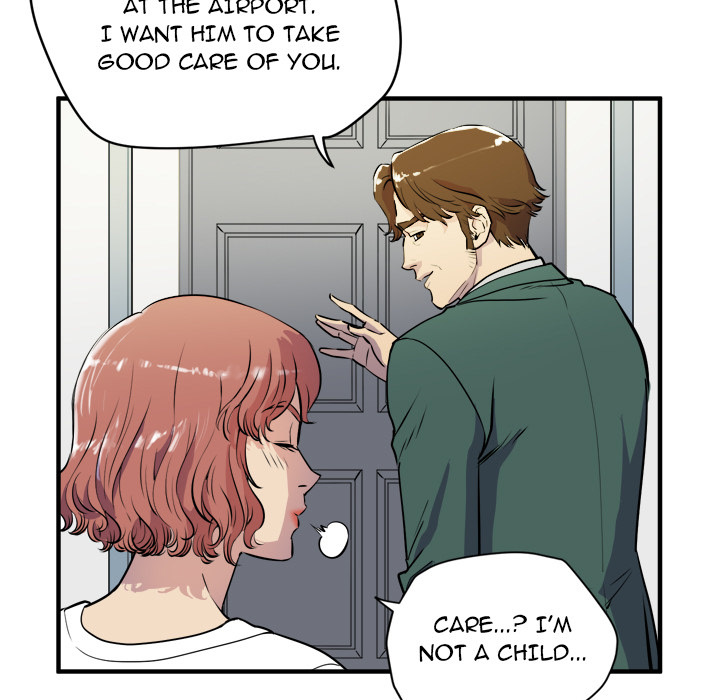 AT THE AIRPORT.
I WANT HIM TO TAKE
GOOD CARE OF YOU.
CARE...? I'M
NOT A CHILD...